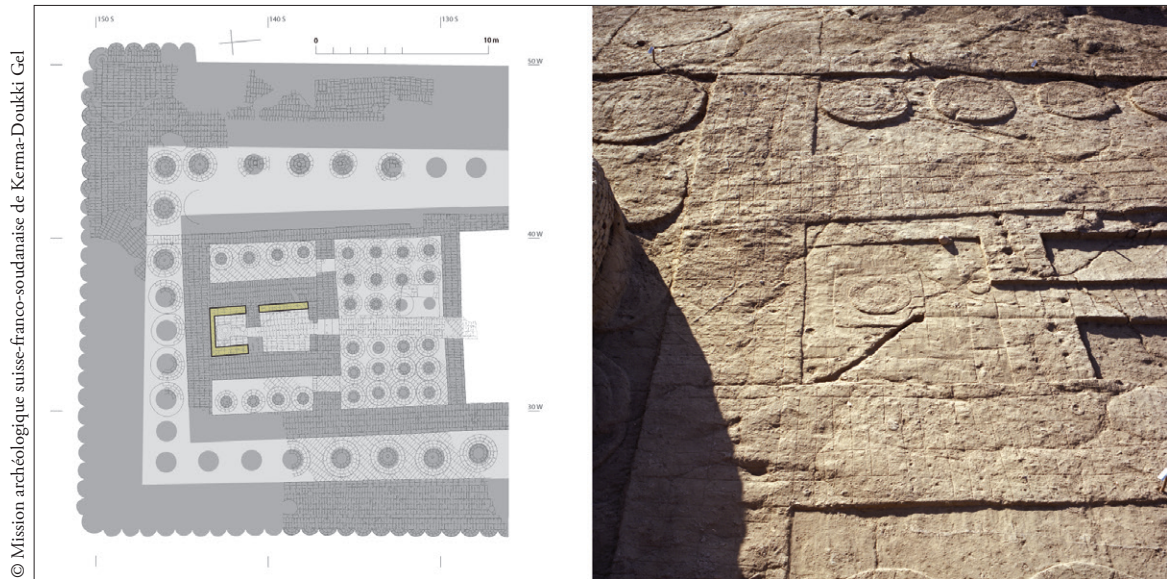 © Mission archéologique suisse-franco-soudanaise de Kerma-Doukki Gel
150 S
140 S
130 S
0
10 m
50 W
40 W
30 W